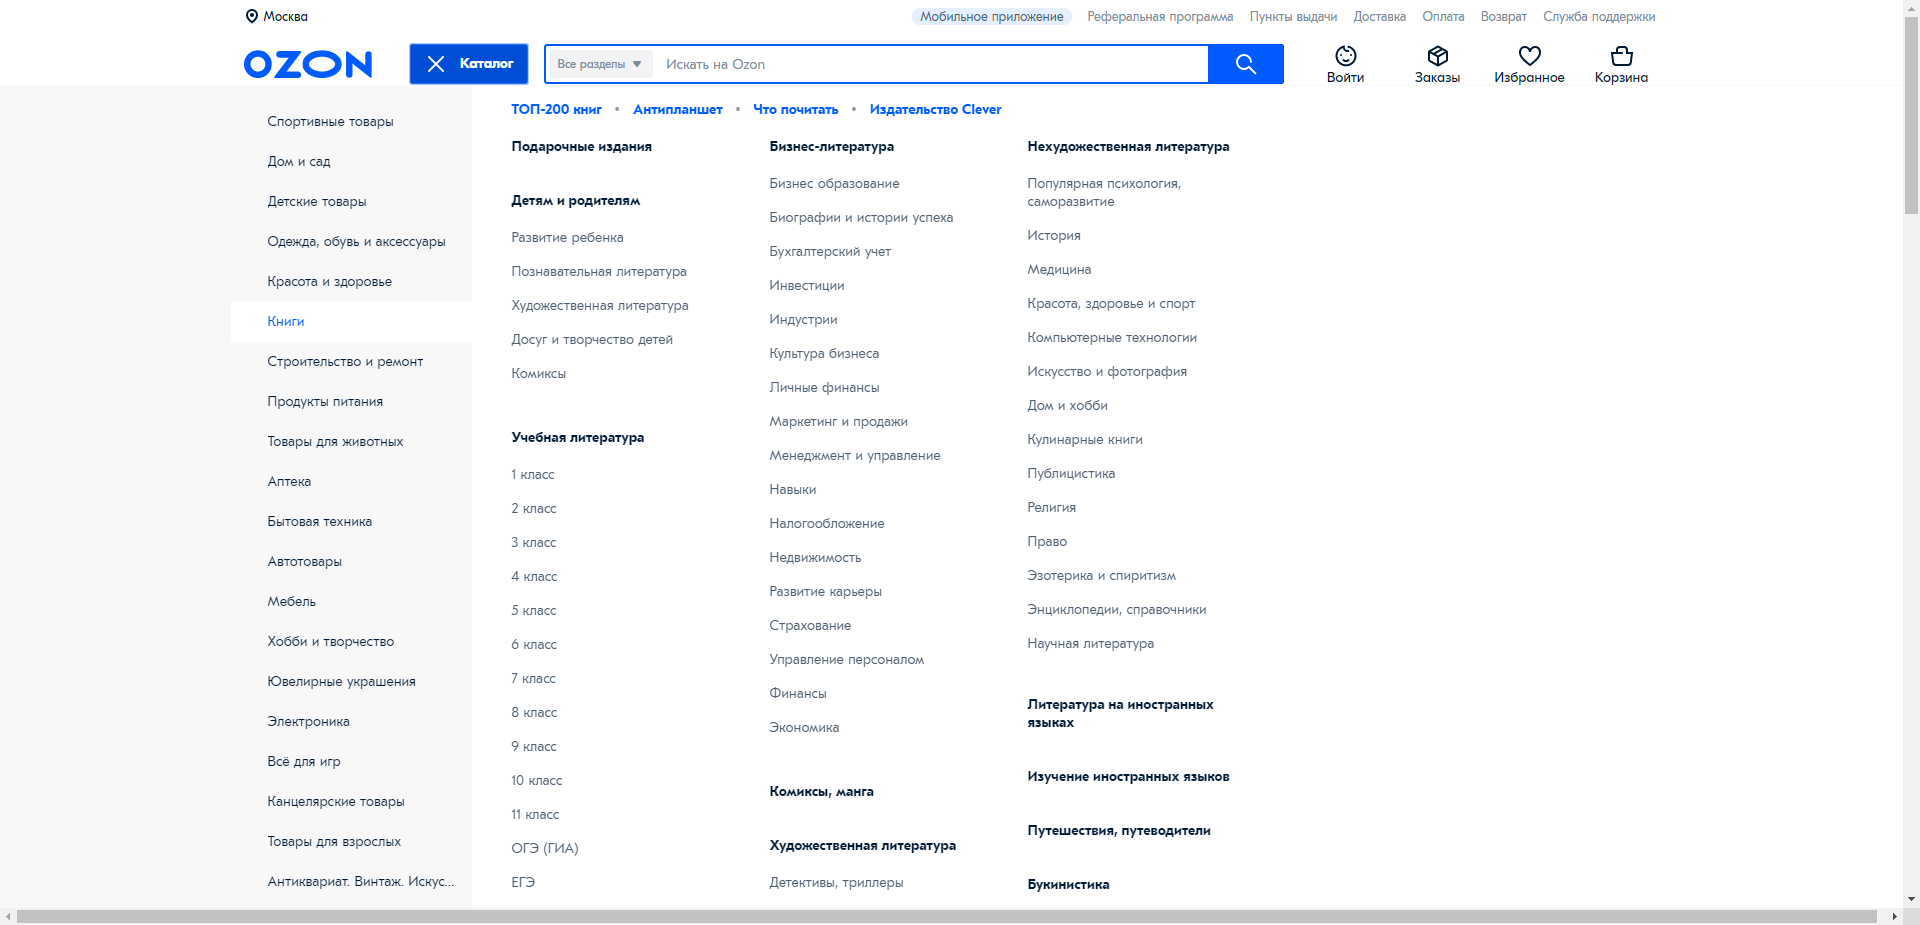 Москва
Мобильное приложение
Реферальная программа
Пункты выдачи
Доставка
Оплата
Возврат
Служба поддержки
OZON
Каталог
Все разделы
Искать на Ozon
Войти
Заказы
Избранное
Корзина
Спортивные товары
Дом и сад
Детские товары
Одежда, обувь и аксессуары
Красота и здоровье
Книги
Строительство и ремонт
Продукты питания
Товары для животных
Аптека
Бытовая техника
Автотовары
Мебель
Хобби и творчество
Ювелирные украшения
Электроника
Всё для игр
Канцелярские товары
Товары для взрослых
Антиквариат. Винтаж. Искус...
ТОП-200 книг • Антипланшет • Что почитать • Издательство Clever
Подарочные издания
Детям и родителям
Развитие ребенка
Познавательная литература
Художественная литература
Досуг и творчество детей
Комиксы
Учебная литература
1 класс
2 класс
3 класс
4 класс
5 класс
6 класс
7 класс
8 класс
9 класс
10 класс
11 класс
ОГЭ (ГИА)
ЕГЭ
Бизнес-литература
Бизнес образование
Биографии и истории успеха
Бухгалтерский учет
Инвестиции
Индустрии
Культура бизнеса
Личные финансы
Маркетинг и продажи
Менеджмент и управление
Навыки
Налогообложение
Недвижимость
Развитие карьеры
Страхование
Управление персоналом
Финансы
Экономика
Комиксы, манга
Художественная литература
Детективы, триллеры
Нехудожественная литература
Популярная психология,
саморазвитие
История
Медицина
Красота, здоровье и спорт
Компьютерные технологии
Искусство и фотография
Дом и хобби
Кулинарные книги
Публицистика
Религия
Право
Эзотерика и спиритизм
Энциклопедии, справочники
Научная литература
Литература на иностранных
языках
Изучение иностранных языков
Путешествия, путеводители
Букинистика